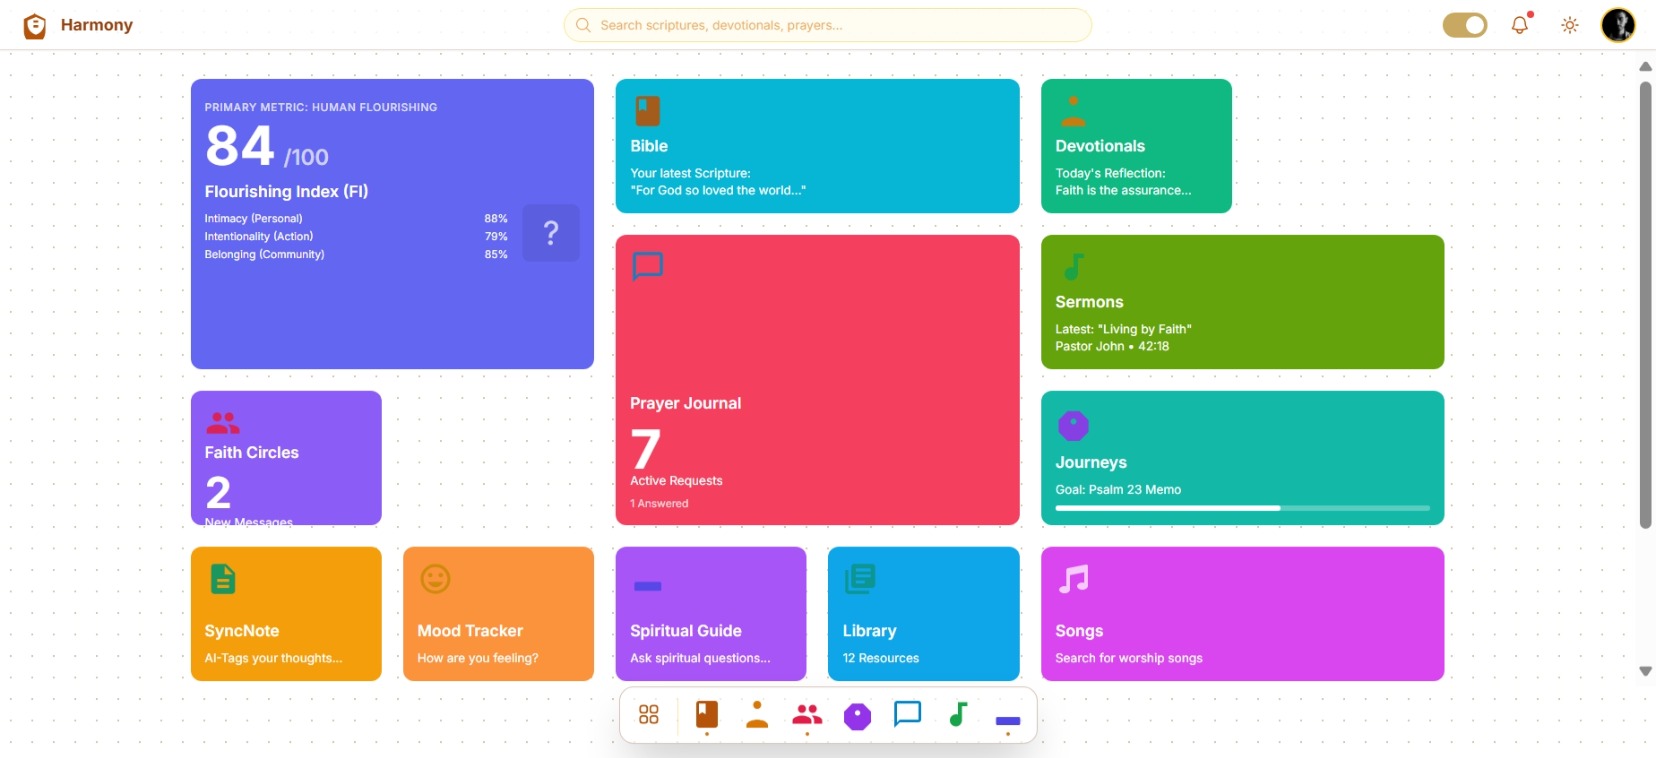 Harmony
Search scriptures, devotionals, prayers...
PRIMARY METRIC: HUMAN FLOURISHING
84 /100
Flourishing Index (FI)
Intimacy (Personal) 88%
Intentionality (Action) 79%
Belonging (Community) 85%
?
Bible
Your latest Scripture:
"For God so loved the world..."
Devotionals
Today's Reflection:
Faith is the assurance...
Prayer Journal
7
Active Requests
1 Answered
Sermons
Latest: "Living by Faith"
Pastor John • 42:18
Faith Circles
2
New Messages
Journeys
Goal: Psalm 23 Memo
SyncNote
AI-Tags your thoughts...
Mood Tracker
How are you feeling?
Spiritual Guide
Ask spiritual questions...
Library
12 Resources
Songs
Search for worship songs